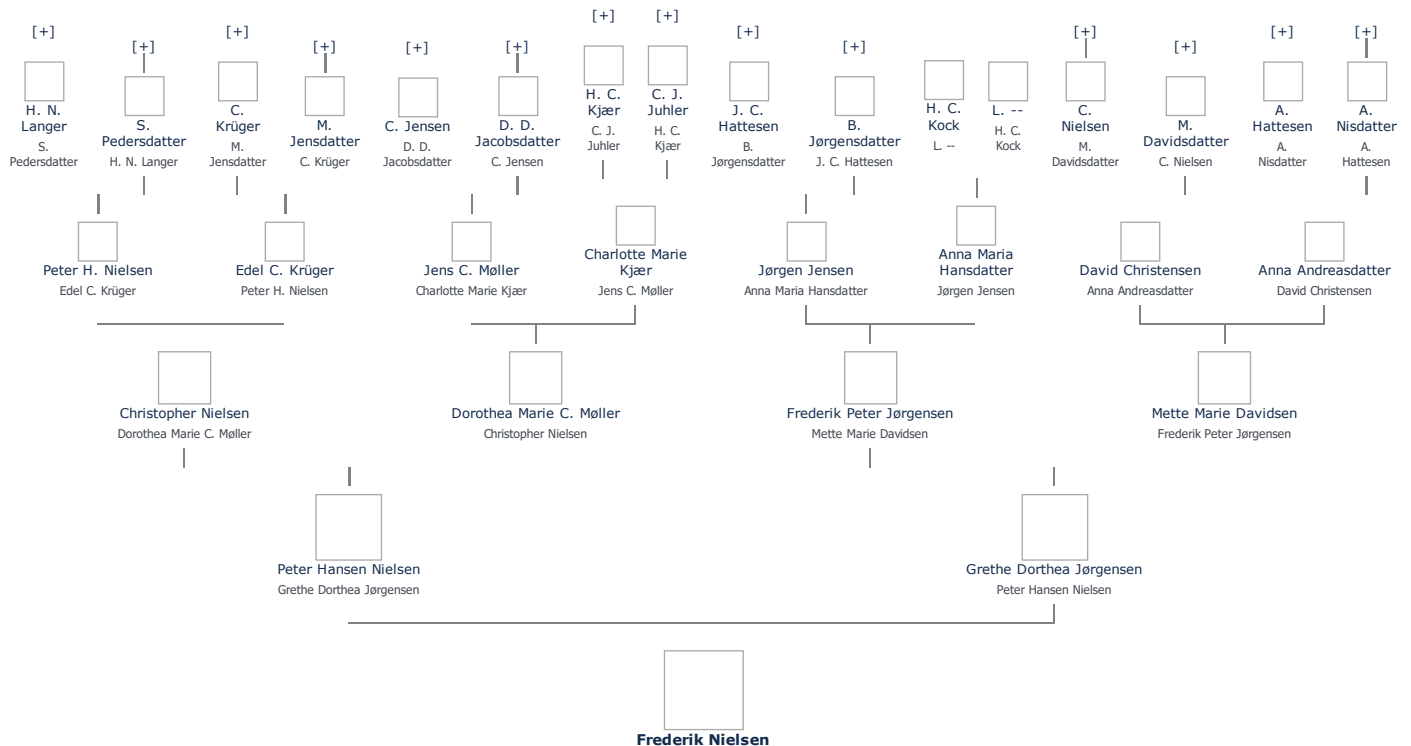 [+]
[+]
[+]
[+]
[+]
[+]
[+]
[+]
[+]
[+]
[+]
[+]
[+]
[+]
H. N.
Langer
S.
Pedersdatter
S.
Pedersdatter
H. N. Langer
C.
Krüger
M.
Jensdatter
M.
Jensdatter
C. Krüger
C. Jensen
D. D.
Jacobsdatter
D. D.
Jacobsdatter
C. Jensen
H. C.
Kjær
C. J.
Juhler
C. J.
Juhler
H. C.
Kjær
J. C.
Hattesen
B.
Jørgensdatter
B.
Jørgensdatter
J. C. Hattesen
H. C.
Kock
L. --
L. --
H. C.
Kock
C.
Nielsen
M.
Davidsdatter
M.
Davidsdatter
C. Nielsen
A.
Hattesen
A.
Nisdatter
A.
Nisdatter
A.
Hattesen
Peter H. Nielsen
Edel C. Krüger
Edel C. Krüger
Peter H. Nielsen
Jens C. Møller
Charlotte Marie Kjær
Charlotte Marie
Kjær
Jens C. Møller
Jørgen Jensen
Anna Maria Hansdatter
Anna Maria
Hansdatter
Jørgen Jensen
David Christensen
Anna Andreasdatter
Anna Andreasdatter
David Christensen
Christopher Nielsen
Dorothea Marie C. Møller
Dorothea Marie C. Møller
Christopher Nielsen
Frederik Peter Jørgensen
Mette Marie Davidsen
Mette Marie Davidsen
Frederik Peter Jørgensen
Peter Hansen Nielsen
Grethe Dorthea Jørgensen
Grethe Dorthea Jørgensen
Peter Hansen Nielsen
Frederik Nielsen